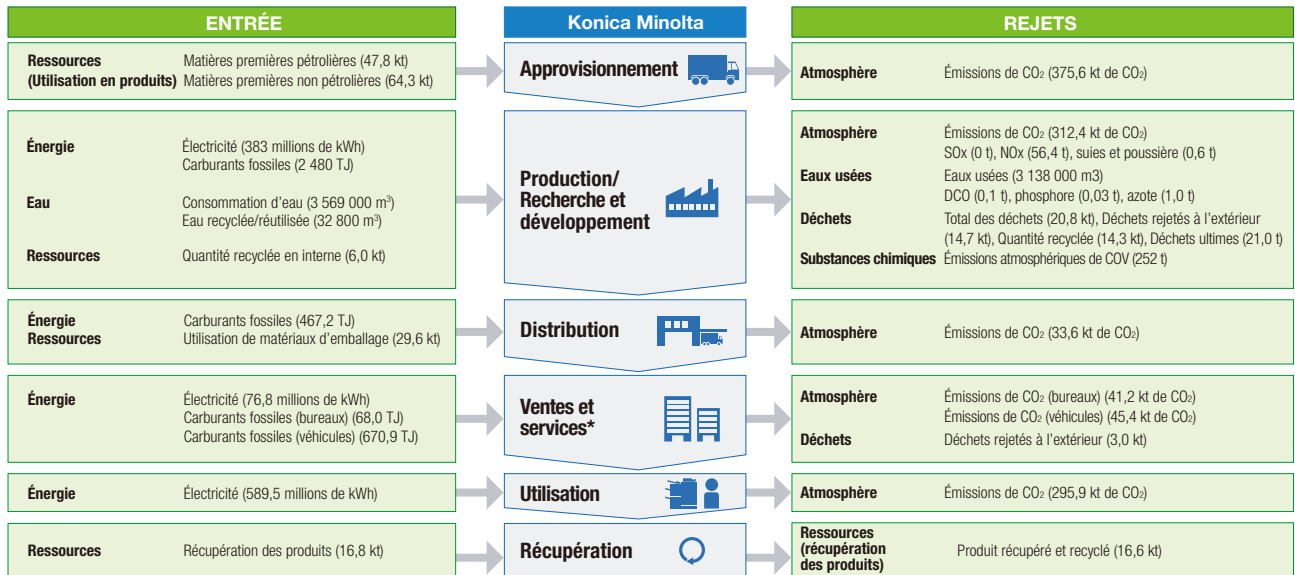 ENTRÉE
Konica Minolta
REJETS
Ressources
(Utilisation en produits)
Matières premières pétrolières (47,8 kt)
Matières premières non pétrolières (64,3 kt)
Approvisionnement
Atmosphère
Émissions de CO₂ (375,6 kt de CO₂)
Énergie
Électricité (383 millions de kWh)
Carburants fossiles (2 480 TJ)
Eau
Consommation d'eau (3 569 000 m³)
Eau recyclée/réutilisée (32 800 m³)
Ressources
Quantité recyclée en interne (6,0 kt)
Production/
Recherche et
développement
Atmosphère
Émissions de CO₂ (312,4 kt de CO₂)
SOx (0 t), NOx (56,4 t), suies et poussière (0,6 t)
Eaux usées
Eaux usées (3 138 000 m3)
DCO (0,1 t), phosphore (0,03 t), azote (1,0 t)
Déchets
Total des déchets (20,8 kt), Déchets rejetés à l'extérieur
(14,7 kt), Quantité recyclée (14,3 kt), Déchets ultimes (21,0 t)
Substances chimiques
Émissions atmosphériques de COV (252 t)
Énergie
Carburants fossiles (467,2 TJ)
Ressources
Utilisation de matériaux d'emballage (29,6 kt)
Distribution
Atmosphère
Émissions de CO₂ (33,6 kt de CO₂)
Énergie
Électricité (76,8 millions de kWh)
Carburants fossiles (bureaux) (68,0 TJ)
Carburants fossiles (véhicules) (670,9 TJ)
Ventes et
services*
Atmosphère
Émissions de CO₂ (bureaux) (41,2 kt de CO₂)
Émissions de CO₂ (véhicules) (45,4 kt de CO₂)
Déchets
Déchets rejetés à l'extérieur (3,0 kt)
Énergie
Électricité (589,5 millions de kWh)
Utilisation
Atmosphère
Émissions de CO₂ (295,9 kt de CO₂)
Ressources
Récupération des produits (16,8 kt)
Récupération
Ressources
(récupération
des produits)
Produit récupéré et recyclé (16,6 kt)